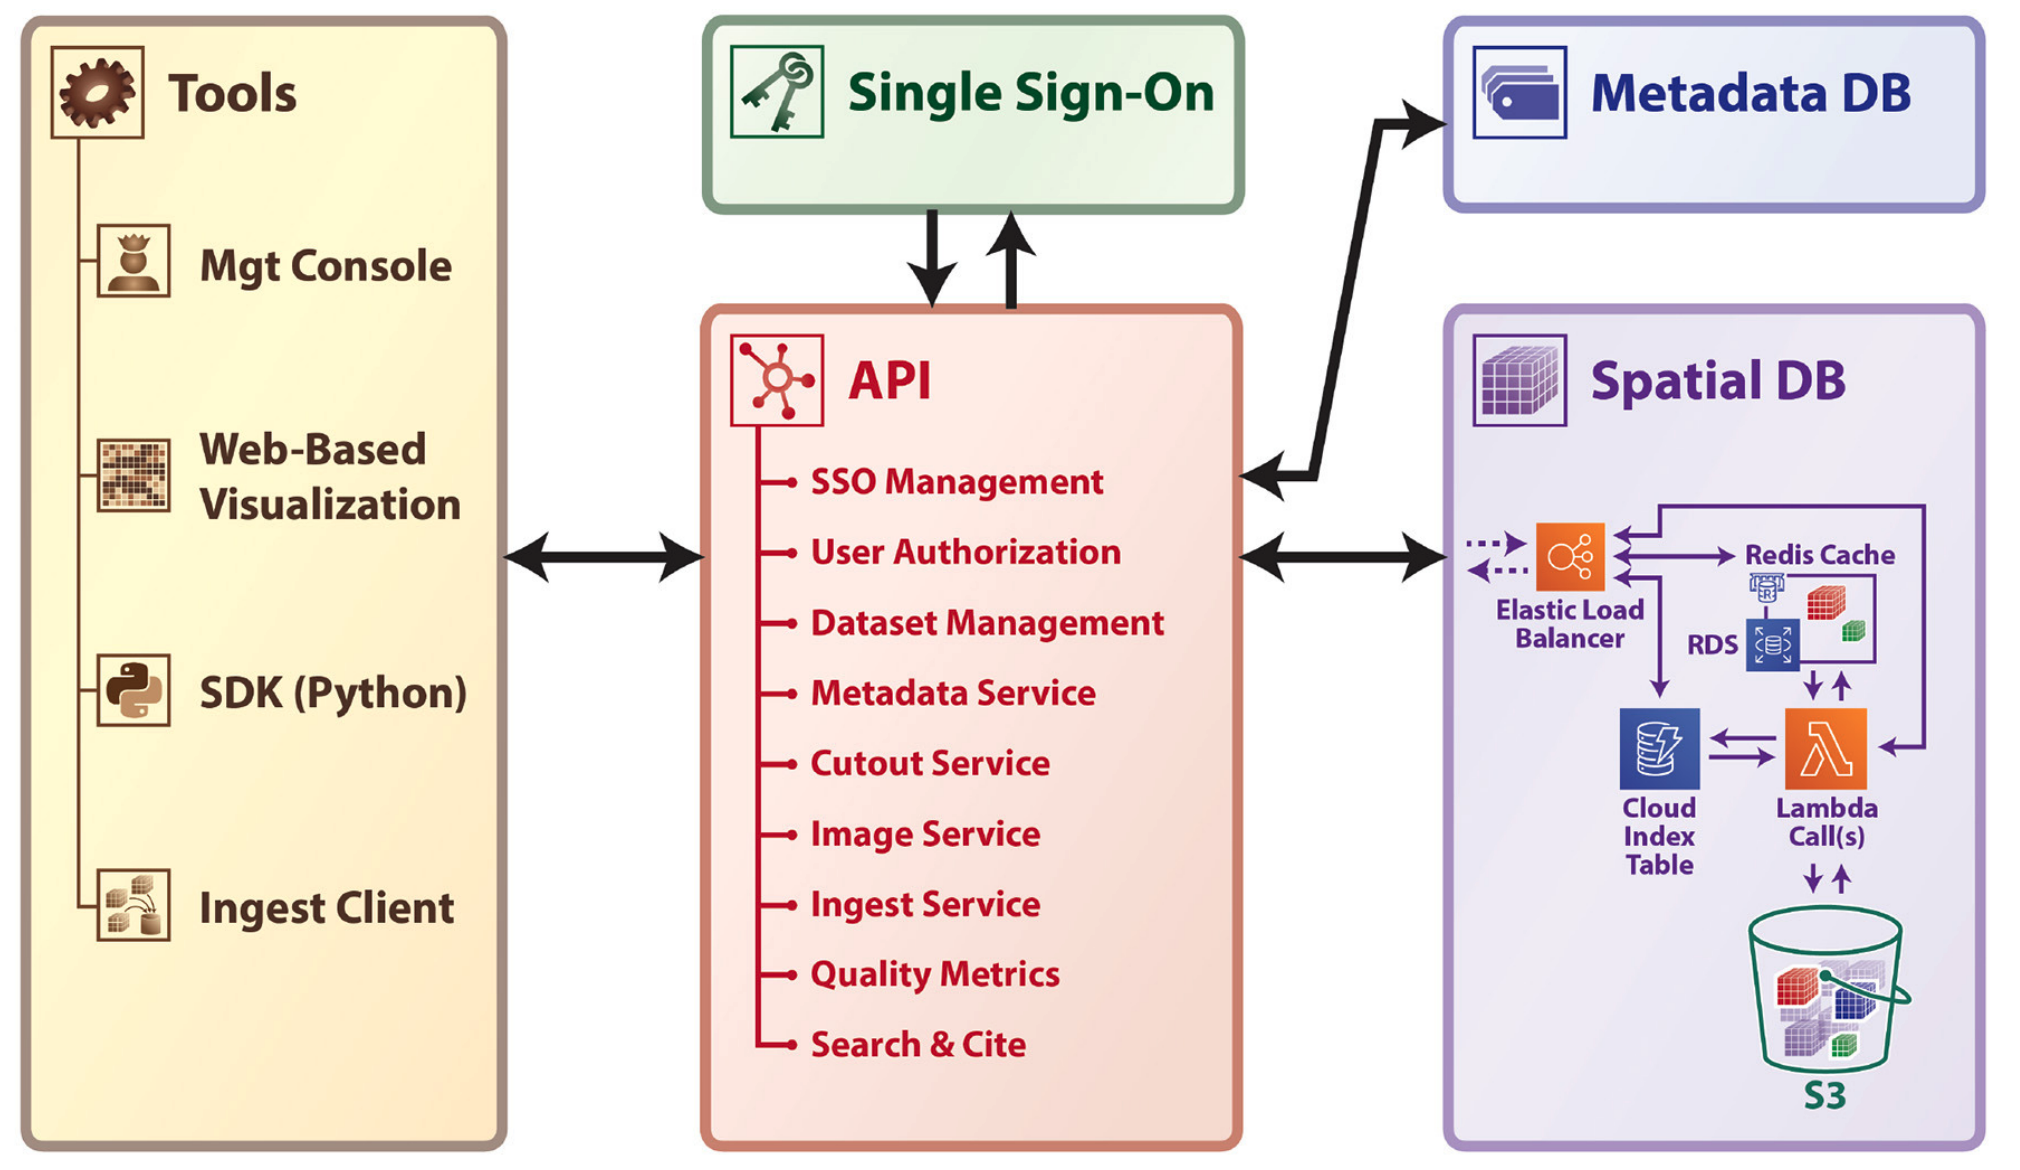 Tools
Mgt Console
Web-Based
Visualization
SDK (Python)
Ingest Client
Single Sign-On
API
SSO Management
User Authorization
Dataset Management
Metadata Service
Cutout Service
Image Service
Ingest Service
Quality Metrics
Search & Cite
Metadata DB
Spatial DB
Redis Cache
R
Elastic Load
Balancer
RDS
Cloud
Index
Table
Lambda
Call(s)
S3